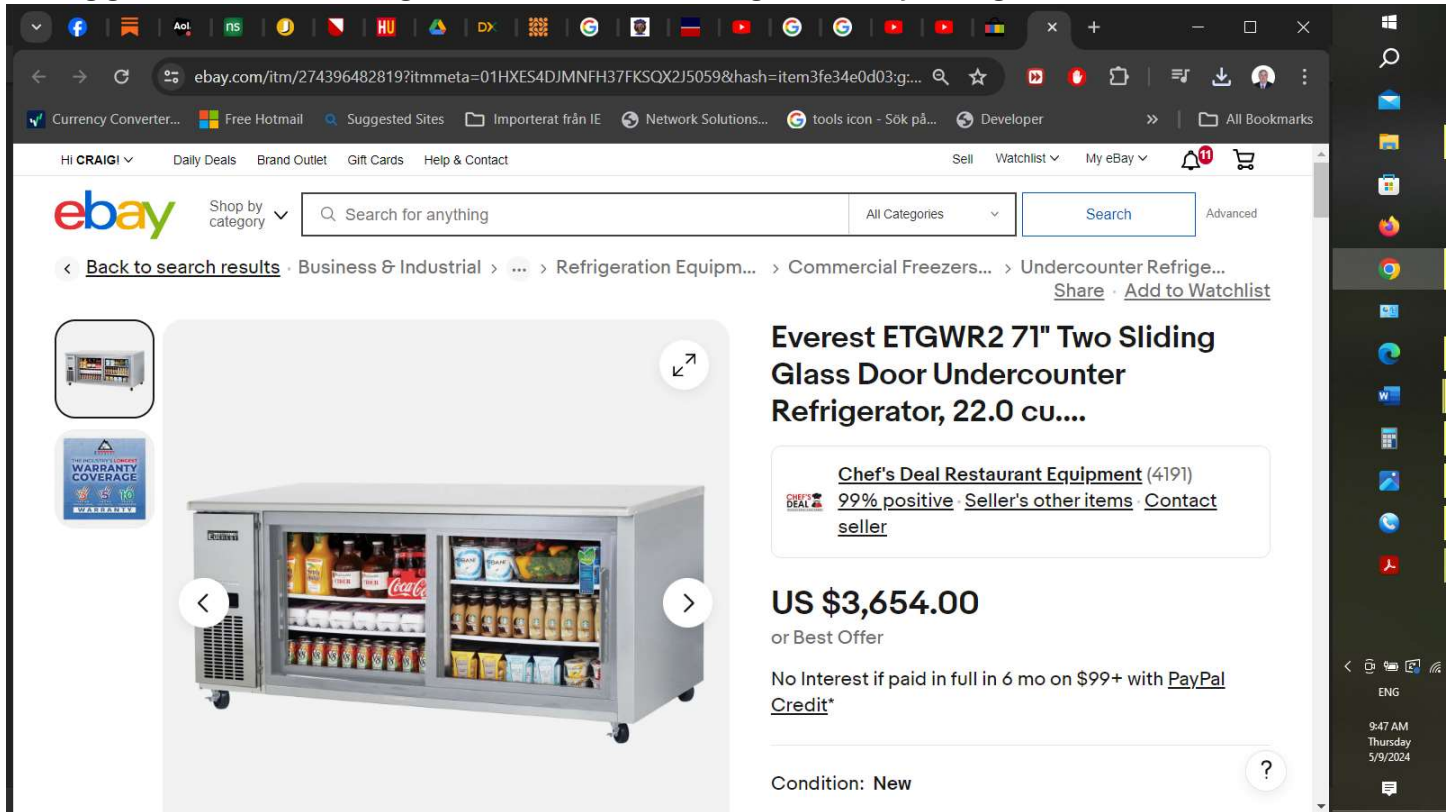 Aol.
ns
J
HU
DX
ebay.com/itm/274396482819?itmmeta=01HXES4DJMNFH37FKSQX2J5059&hash=item3fe34e0d03:g:...
Currency Converter...
Free Hotmail
Suggested Sites
Importerat från IE
Network Solutions...
tools icon - Sök på...
Developer
»
All Bookmarks
Hi CRAIG!
Daily Deals
Brand Outlet
Gift Cards
Help & Contact
Sell
Watchlist
My eBay
11
ebay
Shop by
category
Search for anything
All Categories
Search
Advanced
Back to search results · Business & Industrial > ... > Refrigeration Equipm... > Commercial Freezers... > Undercounter Refrige...
Share · Add to Watchlist
WARRANTY
COVERAGE
WARRANTY
EVEREST
Coca-Cola
Everest ETGWR2 71" Two Sliding
Glass Door Undercounter
Refrigerator, 22.0 cu....
CHEF'S
DEAL
Chef's Deal Restaurant Equipment (4191)
99% positive · Seller's other items · Contact
seller
US $3,654.00
or Best Offer
No Interest if paid in full in 6 mo on $99+ with PayPal
Credit*
Condition: New
?
ENG
9:47 AM
Thursday
5/9/2024